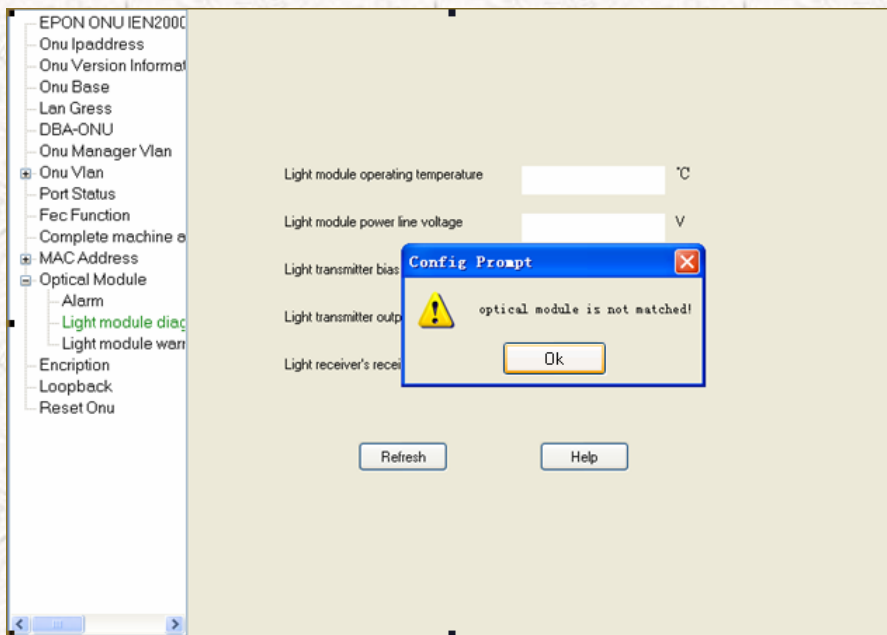 EPON ONU IEN2000
Onu Ipaddress
Onu Version Informat
Onu Base
Lan Gress
DBA-ONU
Onu Manager Vlan
Onu Vlan
Port Status
Fec Function
Complete machine a
MAC Address
Optical Module
Alarm
Light module diag
Light module warr
Encription
Loopback
Reset Onu
Light module operating temperature
°C
Light module power line voltage
V
Light transmitter bias
Light transmitter outp
Light receiver's recei
Config Prompt
optical module is not matched!
Ok
Refresh
Help